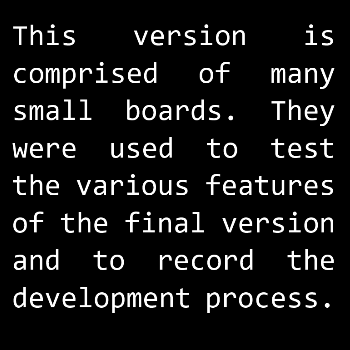 This version is
comprised of many
small boards. They
were used to test
the various features
of the final version
and to record the
development process.